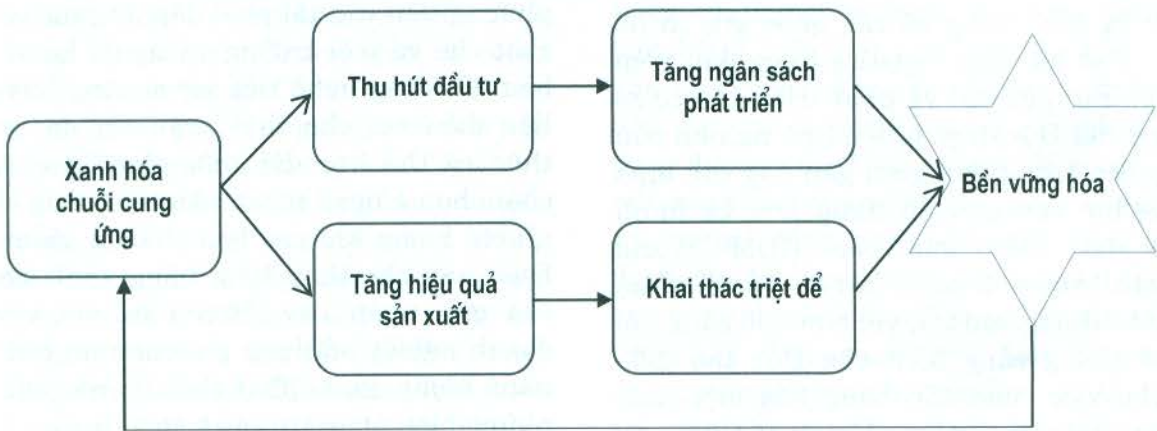 Thu hút đầu tư
Tăng ngân sách
phát triển
Xanh hóa
chuỗi cung
ứng
Bền vững hóa
Tăng hiệu quả
sản xuất
Khai thác triệt để